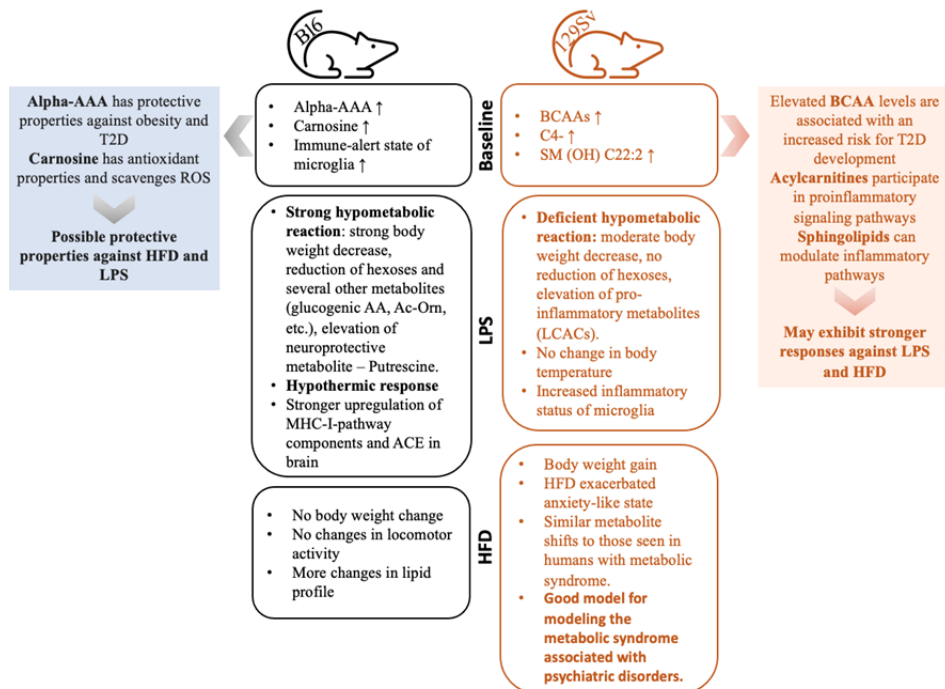 B16
129Sv
Alpha-AAA has protective
properties against obesity and
T2D
Carnosine has antioxidant
properties and scavenges ROS
Possible protective
properties against HFD and
LPS
• Alpha-AAA ↑
• Carnosine ↑
• Immune-alert state of
microglia ↑
Baseline
• BCAAs ↑
• C4- ↑
• SM (OH) C22:2 ↑
Elevated BCAA levels are
associated with an
increased risk for T2D
development
Acylcarnitines participate in
proinflammatory
signaling pathways
Sphingolipids can
modulate inflammatory
pathways
May exhibit stronger
responses against LPS
and HFD
• Strong hypometabolic
reaction: strong body
weight decrease,
reduction of hexoses and
several other metabolites
(glucogenic AA, Ac-Orn,
etc.), elevation of
neuroprotective
metabolite – Putrescine.
• Hypothermic response
• Stronger upregulation of
MHC-I-pathway
components and ACE in
brain
LPS
• Deficient hypometabolic
reaction: moderate body
weight decrease, no
reduction of hexoses,
elevation of pro-
inflammatory metabolites
(LCACs).
• No change in body
temperature
• Increased inflammatory
status of microglia
• No body weight change
• No changes in locomotor
activity
• More changes in lipid
profile
HFD
• Body weight gain
• HFD exacerbated
anxiety-like state
• Similar metabolite
shifts to those seen in
humans with metabolic
syndrome.
• Good model for
modeling the
metabolic syndrome
associated with
psychiatric disorders.